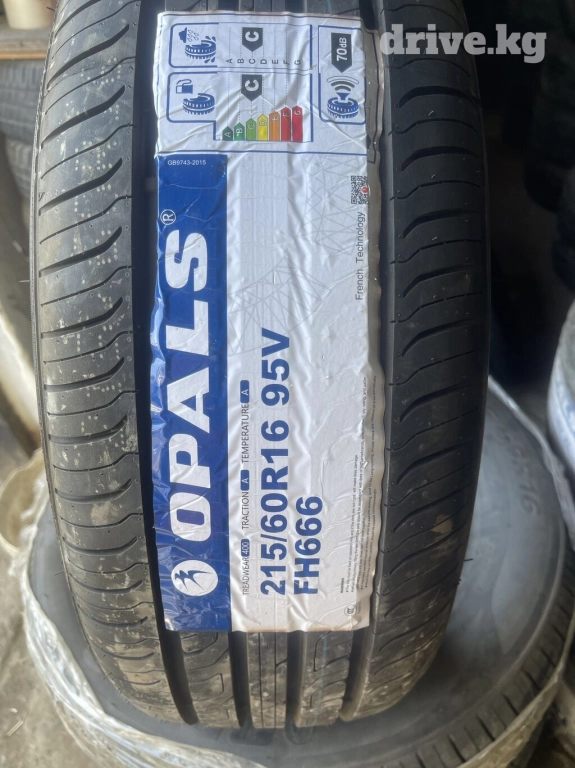 drive.kg
C
A B C D E F G
C
A B C D E F G
70dB
GB9743-2015
OPALS®
French Technology
TREADWEAR 400 TRACTION A TEMPERATURE A
215/60R16 95V
FH666